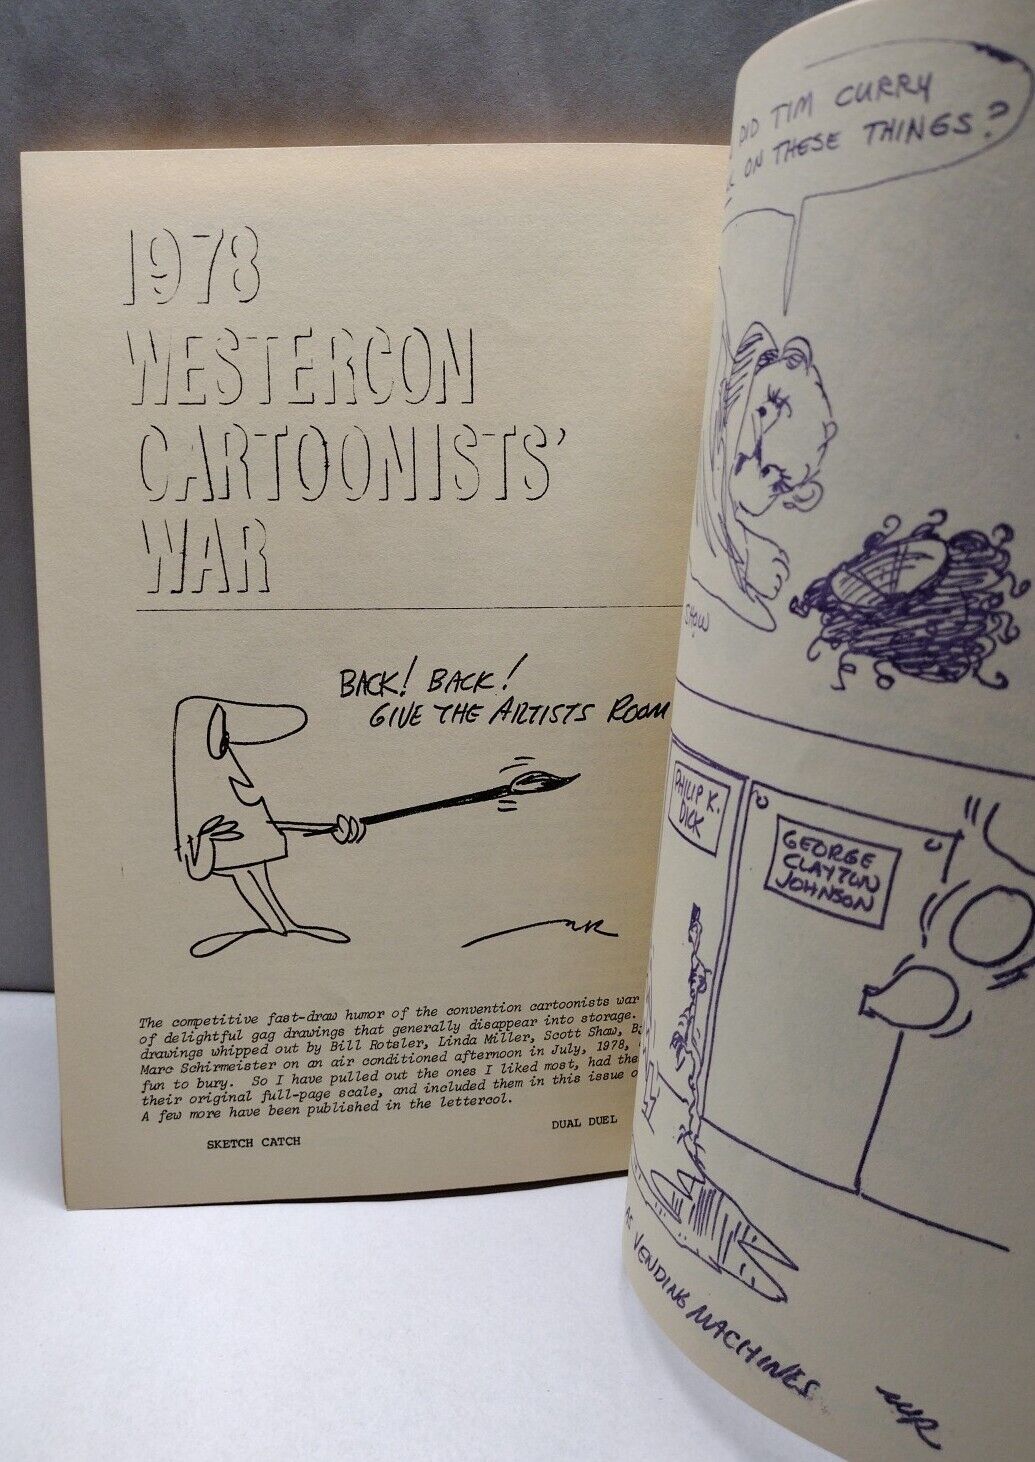 1978
WESTERCON
CARTOONISTS'
WAR
BACK! BACK!
GIVE THE ARTISTS ROOM
WR
The competitive fast-draw humor of the convention cartoonists war
of delightful gag drawings that generally disappear into storage.
drawings whipped out by Bill Rotsler, Linda Miller, Scott Shaw,
Marc Schirmeister on an air conditioned afternoon in July, 1978,
fun to bury. So I have pulled out the ones I liked most, had
their original full-page scale, and included them in this issue
A few more have been published in the lettercol.
SKETCH CATCH
DUAL DUEL
DID TIM CURRY
ON THESE THINGS?
SHOW
PHILIP K.
DICK
GEORGE
CLAYTON
JOHNSON
AS VENDING MACHINES
WR